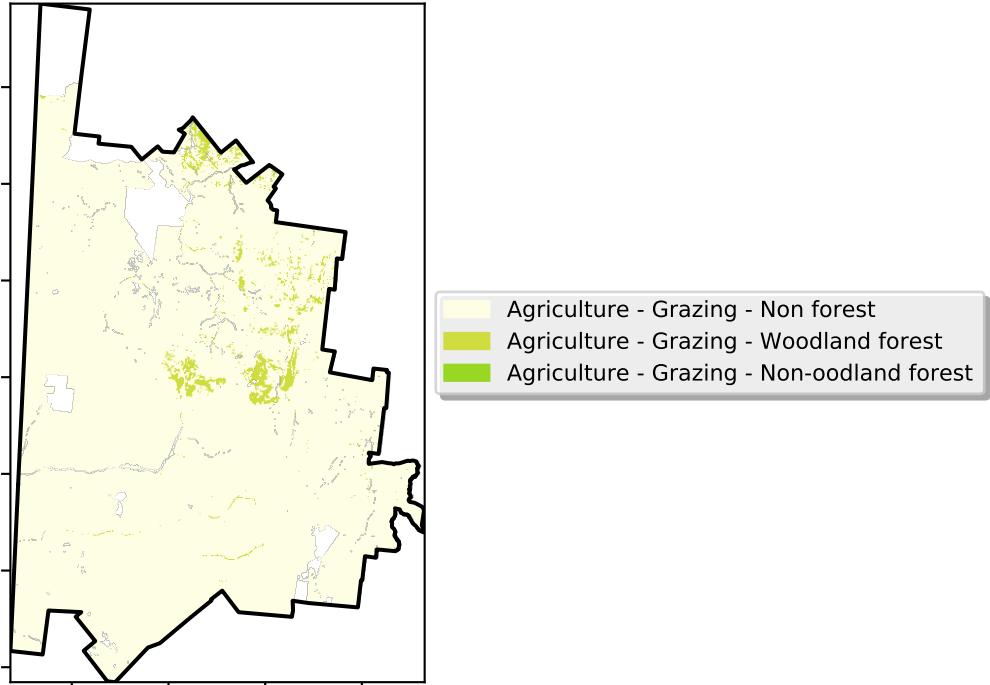 Agriculture - Grazing - Non forest
Agriculture - Grazing - Woodland forest
Agriculture - Grazing - Non-oodland forest